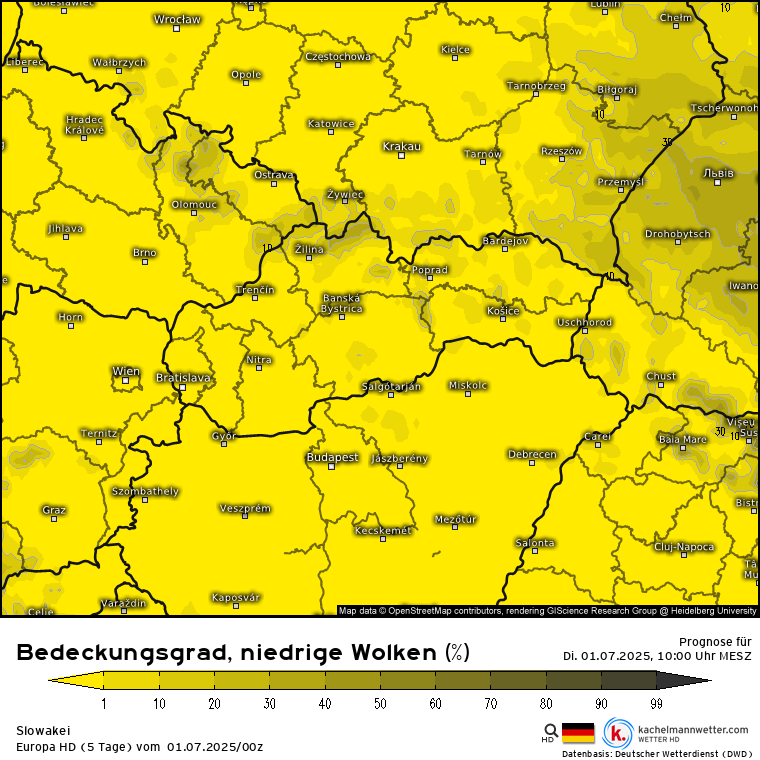 Bolesławiec
Wrocław
Lublin
Chełm
10
Kielce
Częstochowa
Liberec
Wałbrzych
Opole
Tarnobrzeg
Biłgoraj
Tscherwonoh
10
Hradec
Králové
Katowice
Krakau
Tarnów
Rzeszów
30
Ostrava
Przemyśl
Львів
Żywiec
Olomouc
Jihlava
Drohobytsch
Brno
10
Žilina
Bardejov
Poprad
10
Iwano
Trenčín
Banská
Bystrica
Horn
Košice
Uschhorod
Nitra
Wien
Bratislava
Salgótarján
Miskolc
Chust
Vișeu
Sus
Ternitz
Győr
Carei
30
10
Baia Mare
Budapest
Jászberény
Debrecen
Szombathely
Graz
Veszprém
Bistr
Kecskemét
Mezőtúr
Salonta
Cluj-Napoca
Tâ
Mu
Kaposvár
Celje
Varaždin
Map data © OpenStreetMap contributors, rendering GIScience Research Group @ Heidelberg University
Bedeckungsgrad, niedrige Wolken (%)
Prognose für
Di. 01.07.2025, 10:00 Uhr MESZ
1 10 20 30 40 50 60 70 80 90 99
Slowakei
Europa HD (5 Tage) vom 01.07.2025/00z
HD
k.
kachelmannwetter.com
WETTER HD
Datenbasis: Deutscher Wetterdienst (DWD)